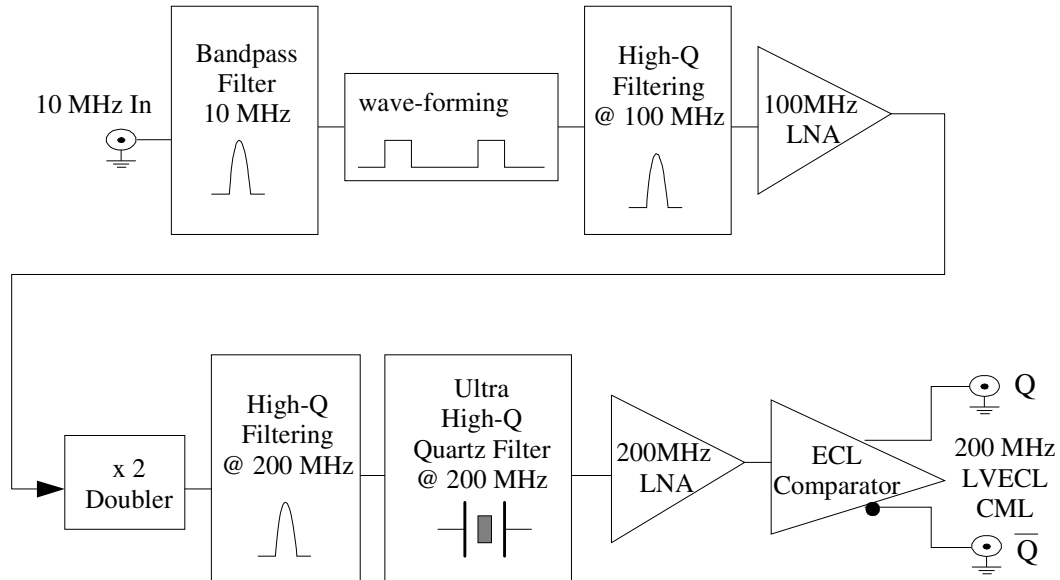 10 MHz In
Bandpass
Filter
10 MHz
wave-forming
High-Q
Filtering
@ 100 MHz
100MHz
LNA
x 2
Doubler
High-Q
Filtering
@ 200 MHz
Ultra
High-Q
Quartz Filter
@ 200 MHz
200MHz
LNA
ECL
Comparator
Q
200 MHz
LVECL
CML
Q̅